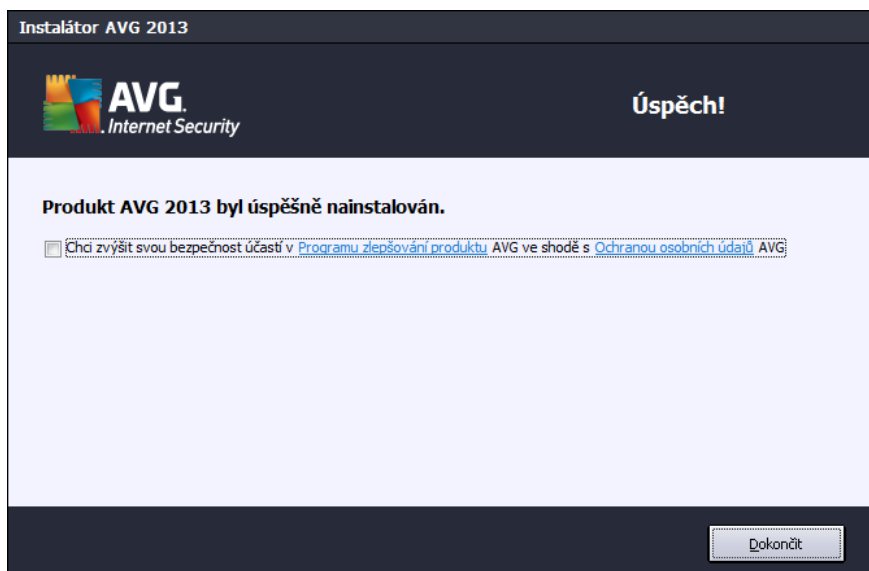 Instalátor AVG 2013
AVG.
Internet Security
Úspěch!
Produkt AVG 2013 byl úspěšně nainstalován.
Chci zvýšit svou bezpečnost účastí v Programu zlepšování produktu AVG ve shodě s Ochranou osobních údajů AVG
Dokončit